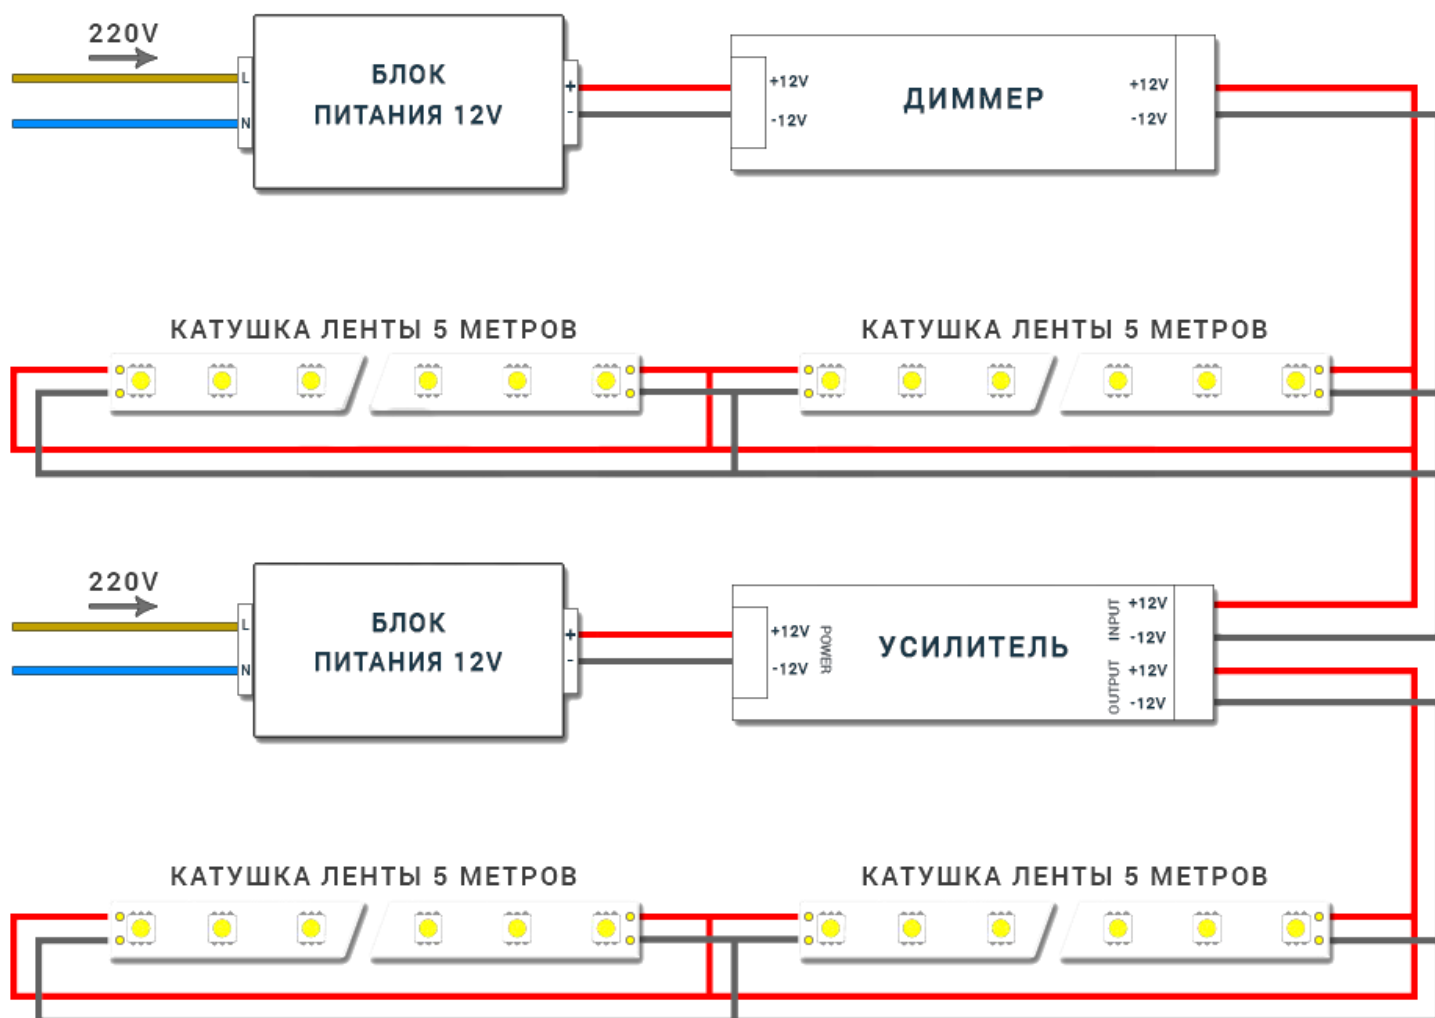 220V
L
N
БЛОК
ПИТАНИЯ 12V
+
-
+12V
-12V
ДИММЕР
+12V
-12V
КАТУШКА ЛЕНТЫ 5 МЕТРОВ
КАТУШКА ЛЕНТЫ 5 МЕТРОВ
220V
L
N
БЛОК
ПИТАНИЯ 12V
+
-
+12V
-12V
POWER
УСИЛИТЕЛЬ
INPUT
+12V
-12V
OUTPUT
+12V
-12V
КАТУШКА ЛЕНТЫ 5 МЕТРОВ
КАТУШКА ЛЕНТЫ 5 МЕТРОВ